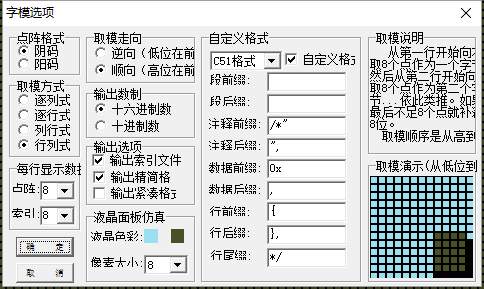 字模选项
点阵格式
阴码
阳码
取模方式
逐列式
逐行式
列行式
行列式
每行显示数据
点阵: 8
索引: 8
确 定
取 消
取模走向
逆向(低位在前
顺向(高位在前
输出数制
十六进制数
十进制数
输出选项
输出索引文件
输出精简格
输出紧凑格式
液晶面板仿真
液晶色彩:
像素大小: 8
自定义格式
C51格式
自定义格式
段前缀:
段后缀:
注释前缀: /*"
注释后缀: ",
数据前缀: 0x
数据后缀: ,
行前缀: {
行后缀: },
行尾缀: */
取模说明
从第一行开始向
取8个点作为一个字
然后从第二行开始向
取8个点作为第二个
节...依此类推。如果
最后不足8个点就补
8位。
取模顺序是从高到
取模演示(从低位到